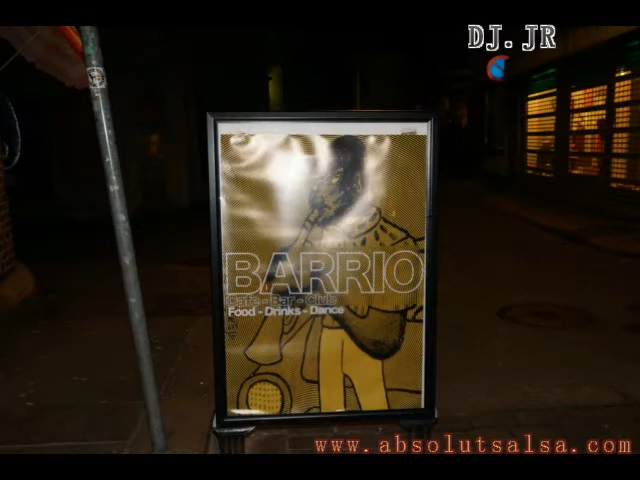 DJ.JR
BARRIO
Cafe - Bar - Club
Food - Drinks - Dance
www.absolutsalsa.com